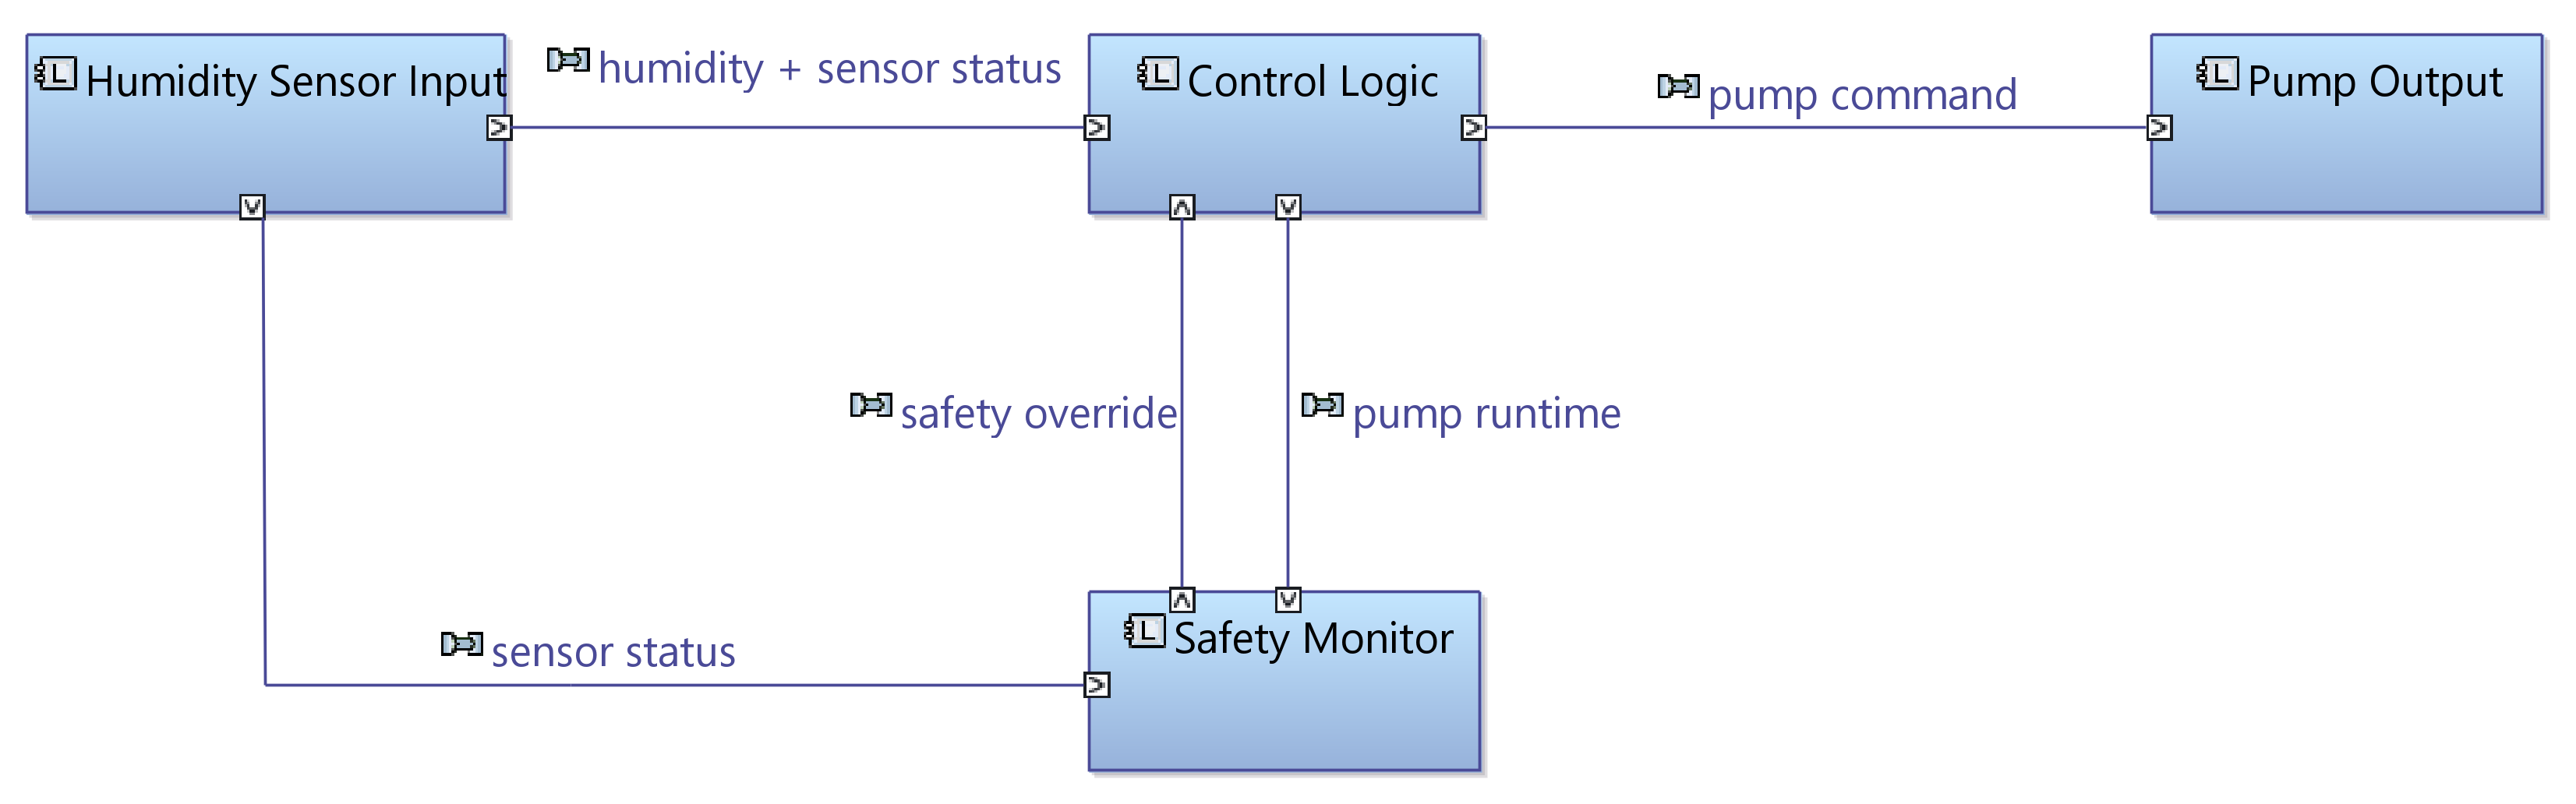 Humidity Sensor Input
humidity + sensor status
Control Logic
pump command
Pump Output
safety override
pump runtime
sensor status
Safety Monitor